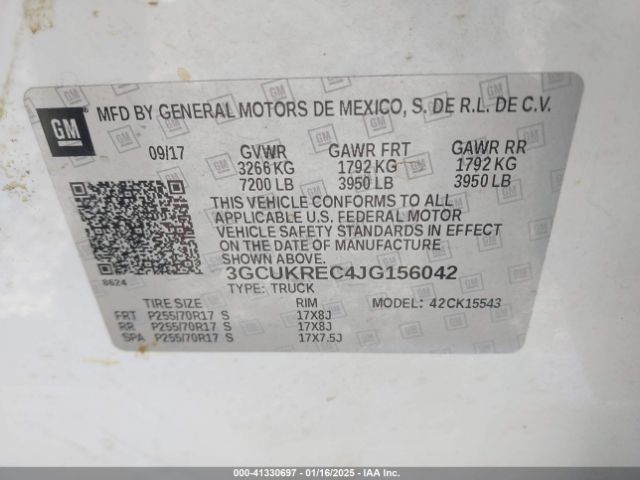 GM
MFD BY GENERAL MOTORS DE MEXICO, S. DE R.L. DE C.V.
09/17 GVWR GAWR FRT GAWR RR
3266 KG 1792 KG 1792 KG
7200 LB 3950 LB 3950 LB
THIS VEHICLE CONFORMS TO ALL
APPLICABLE U.S. FEDERAL MOTOR
VEHICLE SAFETY STANDARDS IN EFFECT
ON THE DATE OF MANUFACTURE
SHOWN ABOVE.
8624 3GCUKREC4JG156042
TYPE: TRUCK
TIRE SIZE RIM MODEL: 42CK15543
FRT P255/70R17 S 17X8J
RR P255/70R17 S 17X8J
SPA P255/70R17 S 17X7.5J
000-41330697 - 01/16/2025 - IAAI.COM